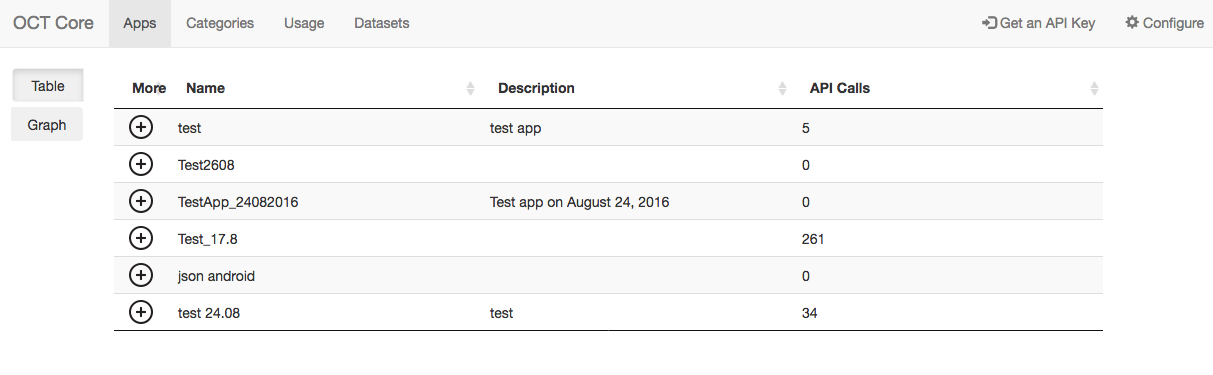 OCT Core Apps Categories Usage Datasets Get an API Key Configure
Table
Graph
More Name Description API Calls
test test app 5
Test2608 0
TestApp_24082016 Test app on August 24, 2016 0
Test_17.8 261
json android 0
test 24.08 test 34